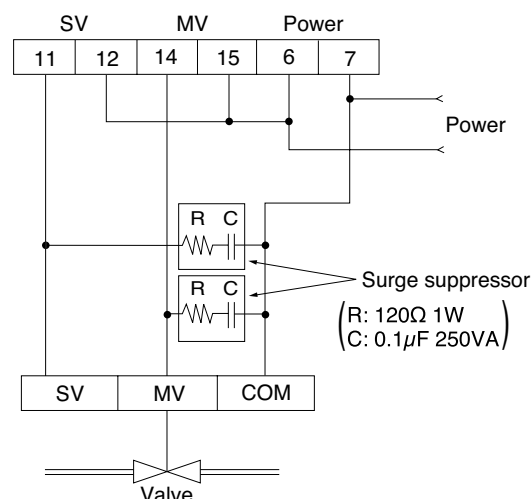 SV MV Power
11 12 14 15 6 7
Power
R C
R C
Surge suppressor
(R: 120Ω 1W
C: 0.1μF 250VA)
SV MV COM
Valve